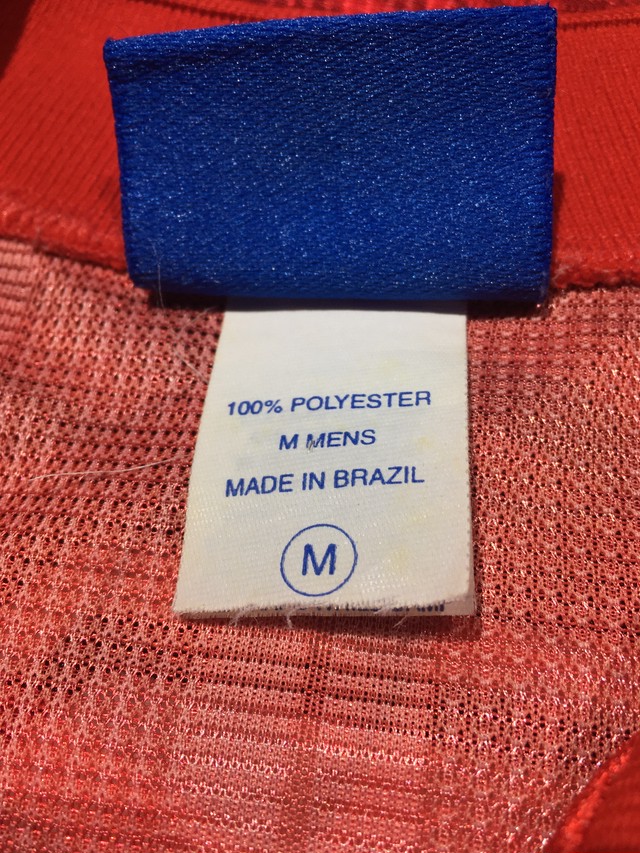 100% POLYESTER
M MENS
MADE IN BRAZIL
M